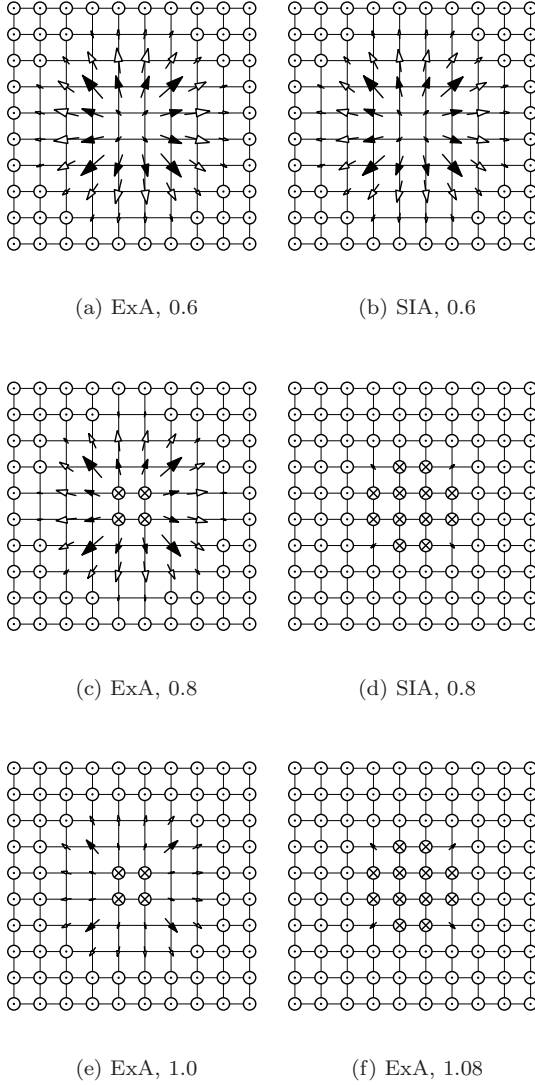 (a) ExA, 0.6
(b) SIA, 0.6
(c) ExA, 0.8
(d) SIA, 0.8
(e) ExA, 1.0
(f) ExA, 1.08